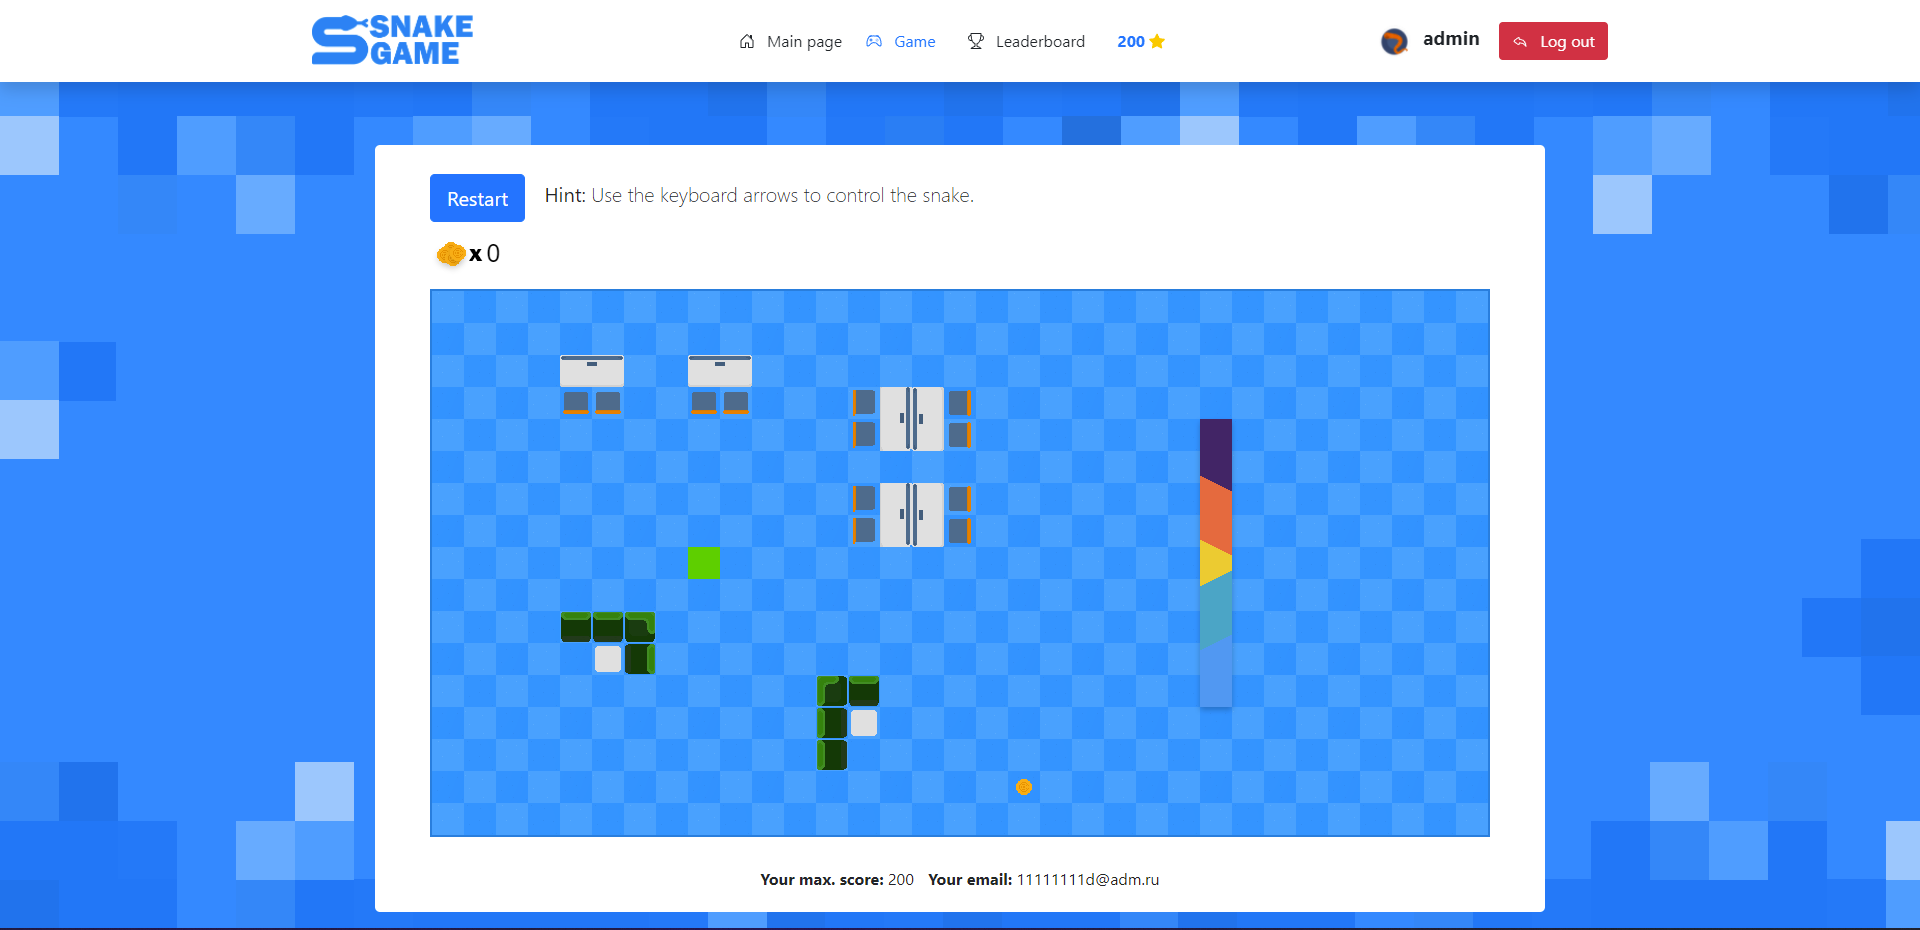 SNAKE
GAME
Main page
Game
Leaderboard
200
admin
Log out
Restart
Hint: Use the keyboard arrows to control the snake.
x 0
Your max. score: 200 Your email: 11111111d@adm.ru